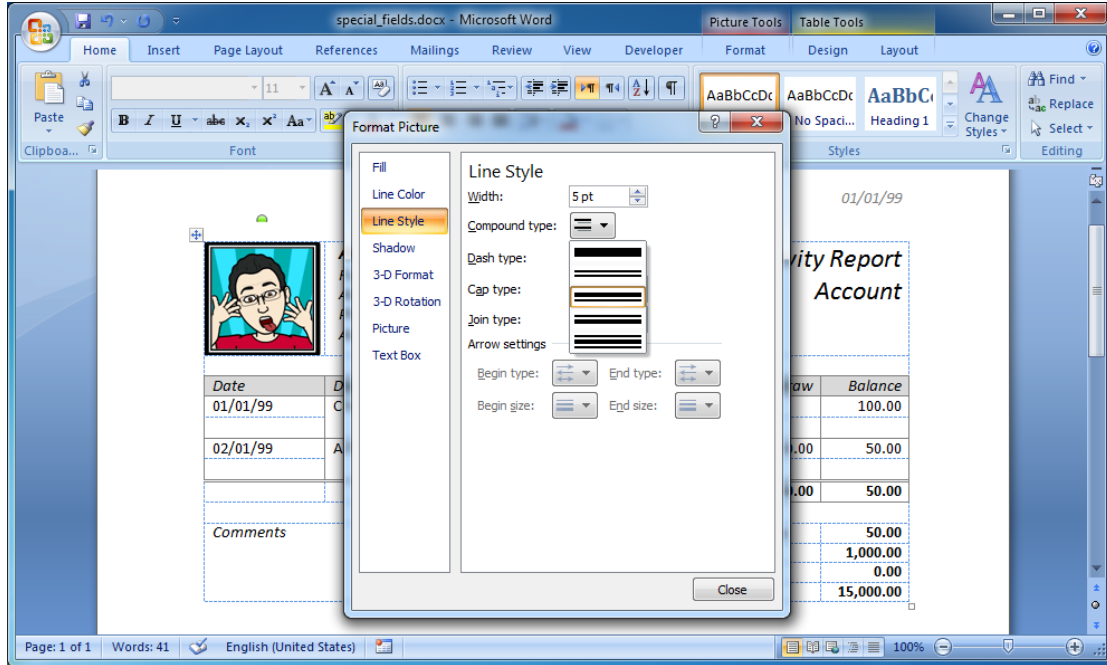 special_fields.docx - Microsoft Word
Picture Tools
Table Tools
Home Insert Page Layout References Mailings Review View Developer Format Design Layout
11
AaBbCcDc AaBbCcDc AaBbC
Paste
B I U abc X₂ X² Aa
No Spaci... Heading 1
Change
Styles
Find
Replace
Select
Clipboa... Font Styles Editing
01/01/99
vity Report
Account
Date
Balance
01/01/99
100.00
02/01/99
50.00
50.00
Comments
50.00
1,000.00
0.00
15,000.00
Format Picture
Fill
Line Color
Line Style
Shadow
3-D Format
3-D Rotation
Picture
Text Box
Line Style
Width: 5 pt
Compound type:
Dash type:
Cap type:
Join type:
Arrow settings
Begin type: End type:
Begin size: End size:
Close
Page: 1 of 1 Words: 41 English (United States) 100%